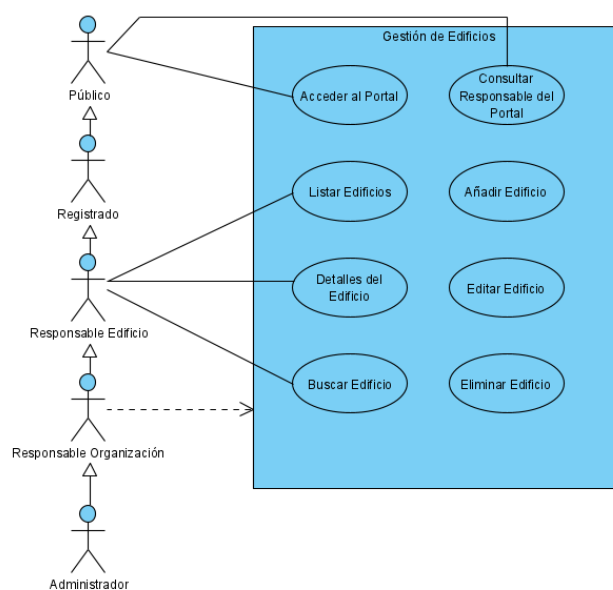 Gestión de Edificios
Público
Acceder al Portal
Consultar
Responsable del
Portal
Registrado
Listar Edificios
Añadir Edificio
Responsable Edificio
Detalles del
Edificio
Editar Edificio
Responsable Organización
Buscar Edificio
Eliminar Edificio
Administrador